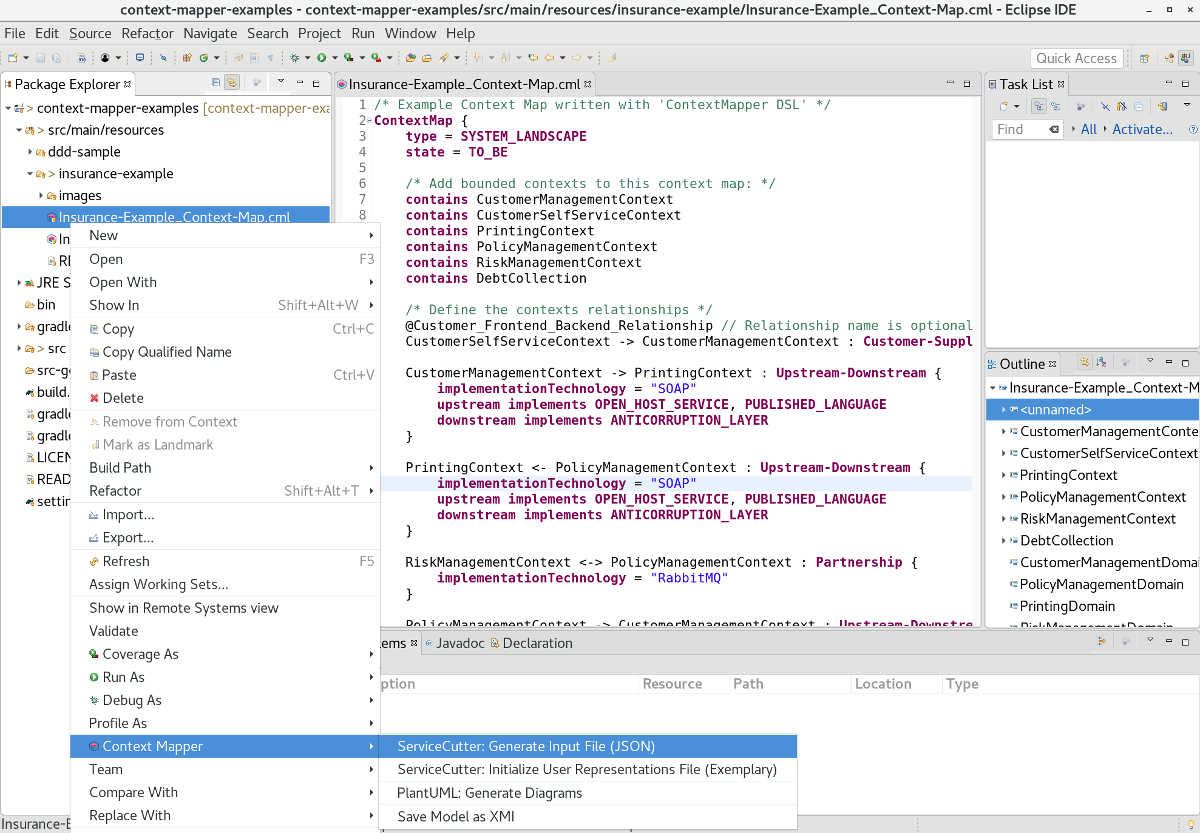 context-mapper-examples - context-mapper-examples/src/main/resources/insurance-example/Insurance-Example_Context-Map.cml - Eclipse IDE
File Edit Source Refactor Navigate Search Project Run Window Help
Quick Access
Package Explorer
context-mapper-examples [context-mapper-exa
> src/main/resources
ddd-sample
> insurance-example
images
Insurance-Example_Context-Map.cml
In
RE
JRE S
bin
gradle
> src
src-ge
build.
gradle
gradle
LICEN
READ
settin
New
Open F3
Open With
Show In Shift+Alt+W
Copy Ctrl+C
Copy Qualified Name
Paste Ctrl+V
Delete
Remove from Context
Mark as Landmark
Build Path
Refactor Shift+Alt+T
Import...
Export...
Refresh F5
Assign Working Sets...
Show in Remote Systems view
Validate
Coverage As
Run As
Debug As
Profile As
Context Mapper
Team
Compare With
Replace With
ServiceCutter: Generate Input File (JSON)
ServiceCutter: Initialize User Representations File (Exemplary)
PlantUML: Generate Diagrams
Save Model as XMI
Insurance-Example_Context-Map.cml
1 /* Example Context Map written with 'ContextMapper DSL' */
2 ContextMap {
3 type = SYSTEM_LANDSCAPE
4 state = TO_BE
5
6 /* Add bounded contexts to this context map: */
7 contains CustomerManagementContext
8 contains CustomerSelfServiceContext
contains PrintingContext
contains PolicyManagementContext
contains RiskManagementContext
contains DebtCollection
/* Define the contexts relationships */
@Customer_Frontend_Backend_Relationship // Relationship name is optional
CustomerSelfServiceContext -> CustomerManagementContext : Customer-Suppl
CustomerManagementContext -> PrintingContext : Upstream-Downstream {
implementationTechnology = "SOAP"
upstream implements OPEN_HOST_SERVICE, PUBLISHED_LANGUAGE
downstream implements ANTICORRUPTION_LAYER
}
PrintingContext <- PolicyManagementContext : Upstream-Downstream {
implementationTechnology = "SOAP"
upstream implements OPEN_HOST_SERVICE, PUBLISHED_LANGUAGE
downstream implements ANTICORRUPTION_LAYER
}
RiskManagementContext <-> PolicyManagementContext : Partnership {
implementationTechnology = "RabbitMQ"
}
PolicyManagementContext -> CustomerManagementContext : Upstream-Downstre
Task List
Find All Activate...
Outline
Insurance-Example_Context-M
<unnamed>
CustomerManagementConte
CustomerSelfServiceContext
PrintingContext
PolicyManagementContext
RiskManagementContext
DebtCollection
CustomerManagementDomai
PolicyManagementDomain
PrintingDomain
RiskManagementDomain
ems Javadoc Declaration
ption Resource Path Location Type
Insurance-E